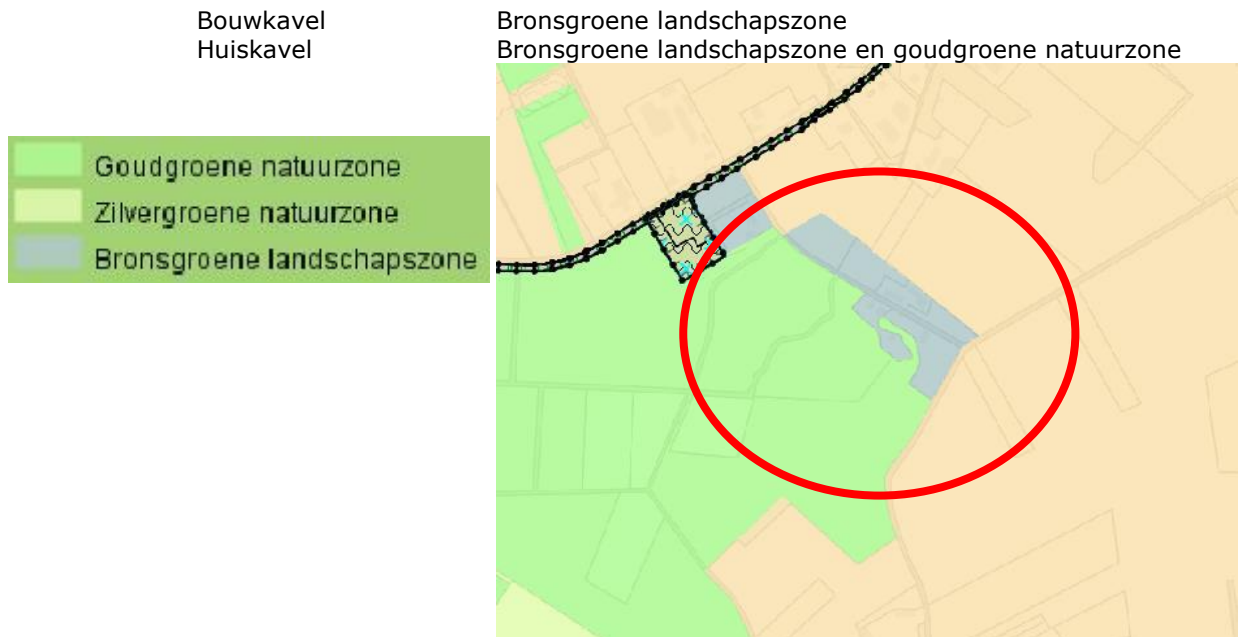 Bouwkavel Bronsgroene landschapszone
Huiskavel Bronsgroene landschapszone en goudgroene natuurzone
Goudgroene natuurzone
Zilvergroene natuurzone
Bronsgroene landschapszone